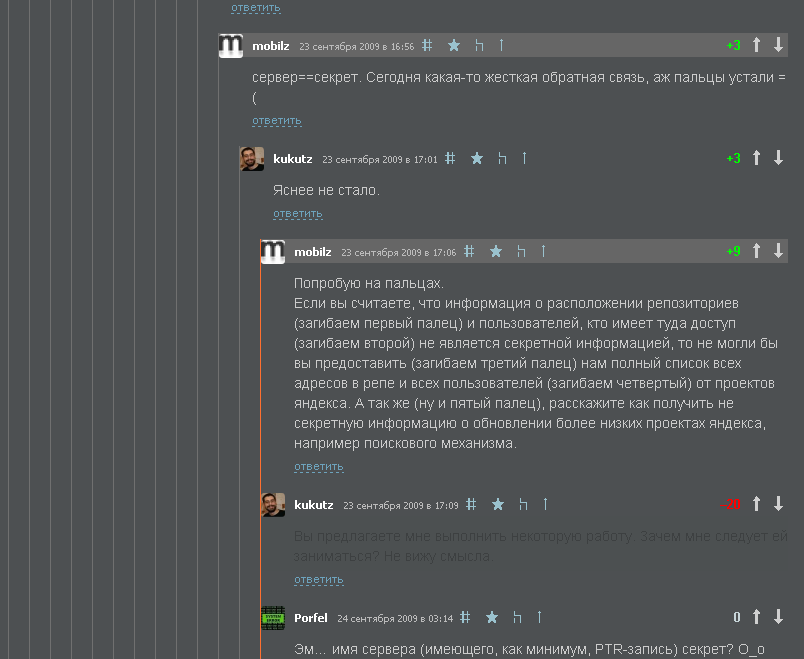 ответить
mobilz 23 сентября 2009 в 16:56 # +3
сервер==секрет. Сегодня какая-то жесткая обратная связь, аж пальцы устали =
(
ответить
kukutz 23 сентября 2009 в 17:01 # +3
Яснее не стало.
ответить
mobilz 23 сентября 2009 в 17:06 # +9
Попробую на пальцах.
Если вы считаете, что информация о расположении репозиториев
(загибаем первый палец) и пользователей, кто имеет туда доступ
(загибаем второй) не является секретной информацией, то не могли бы
вы предоставить (загибаем третий палец) нам полный список всех
адресов в репе и всех пользователей (загибаем четвертый) от проектов
яндекса. А так же (ну и пятый палец), расскажите как получить не
секретную информацию о обновлении более низких проектах яндекса,
например поискового механизма.
ответить
kukutz 23 сентября 2009 в 17:09 #
Вы предлагаете мне выполнить некоторую работу. Зачем мне следует ей
заниматься? Не вижу смысла.
ответить
Porfel 24 сентября 2009 в 03:14 # 0
Эм... имя сервера (имеющего, как минимум, PTR-запись) секрет? O_o